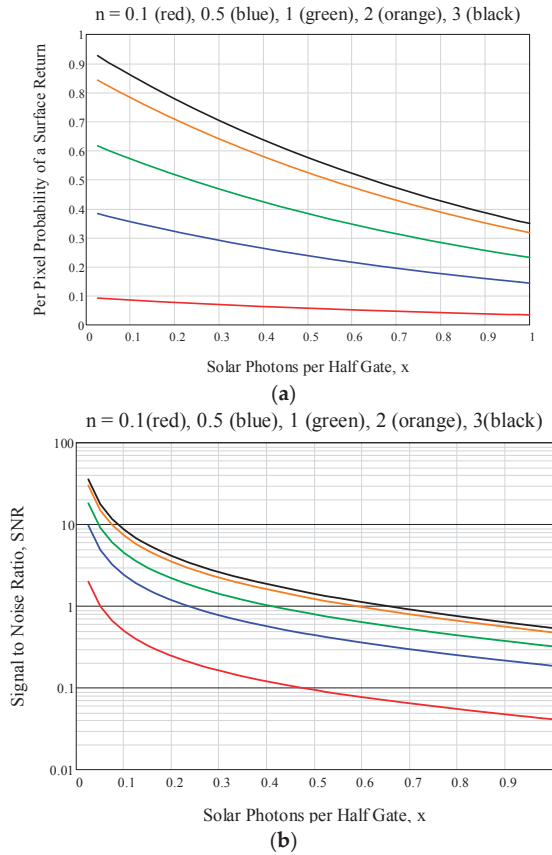 n = 0.1 (red), 0.5 (blue), 1 (green), 2 (orange), 3 (black)
Per Pixel Probability of a Surface Return
1
0.9
0.8
0.7
0.6
0.5
0.4
0.3
0.2
0.1
0
0 0.1 0.2 0.3 0.4 0.5 0.6 0.7 0.8 0.9 1
Solar Photons per Half Gate, x
(a)
n = 0.1(red), 0.5 (blue), 1 (green), 2 (orange), 3(black)
Signal to Noise Ratio, SNR
100
10
1
0.1
0.01
0.1 0.2 0.3 0.4 0.5 0.6 0.7 0.8 0.9
Solar Photons per Half Gate, x
(b)